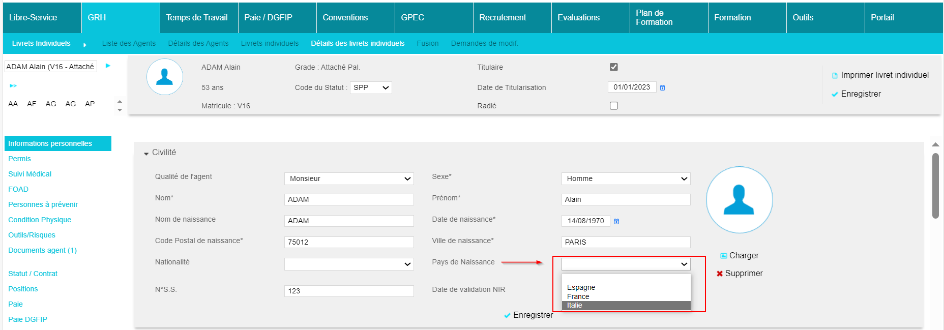 Libre-Service GRH Temps de Travail Paie / DGFIP Conventions GPEC Recrutement Evaluations Plan de Formation Formation Outils Portail
Livrets Individuels Liste des Agents Détails des Agents Livrets individuels Détails des livrets individuels Fusion Demandes de modif.
ADAM Alain (V16 - Attaché
AA AE AG AG AP
ADAM Alain Grade : Attaché Pal. Titulaire
53 ans Code du Statut : SPP Date de Titularisation 01/01/2023
Matricule : V16 Radié
Imprimer livret individuel
Enregistrer
Informations personnelles
Permis
Suivi Médical
FOAD
Personnes à prévenir
Condition Physique
Outils/Risques
Documents agent (1)
Statut / Contrat
Positions
Paie
Paie DGFIP
Civilité
Qualité de l'agent Monsieur Sexe* Homme
Nom* ADAM Prénom* Alain
Nom de naissance ADAM Date de naissance* 14/08/1970
Code Postal de naissance* 75012 Ville de naissance* PARIS
Nationalité Pays de Naissance
Espagne
France
Italie
N°S.S. 123 Date de validation NIR
Enregistrer
Charger
Supprimer